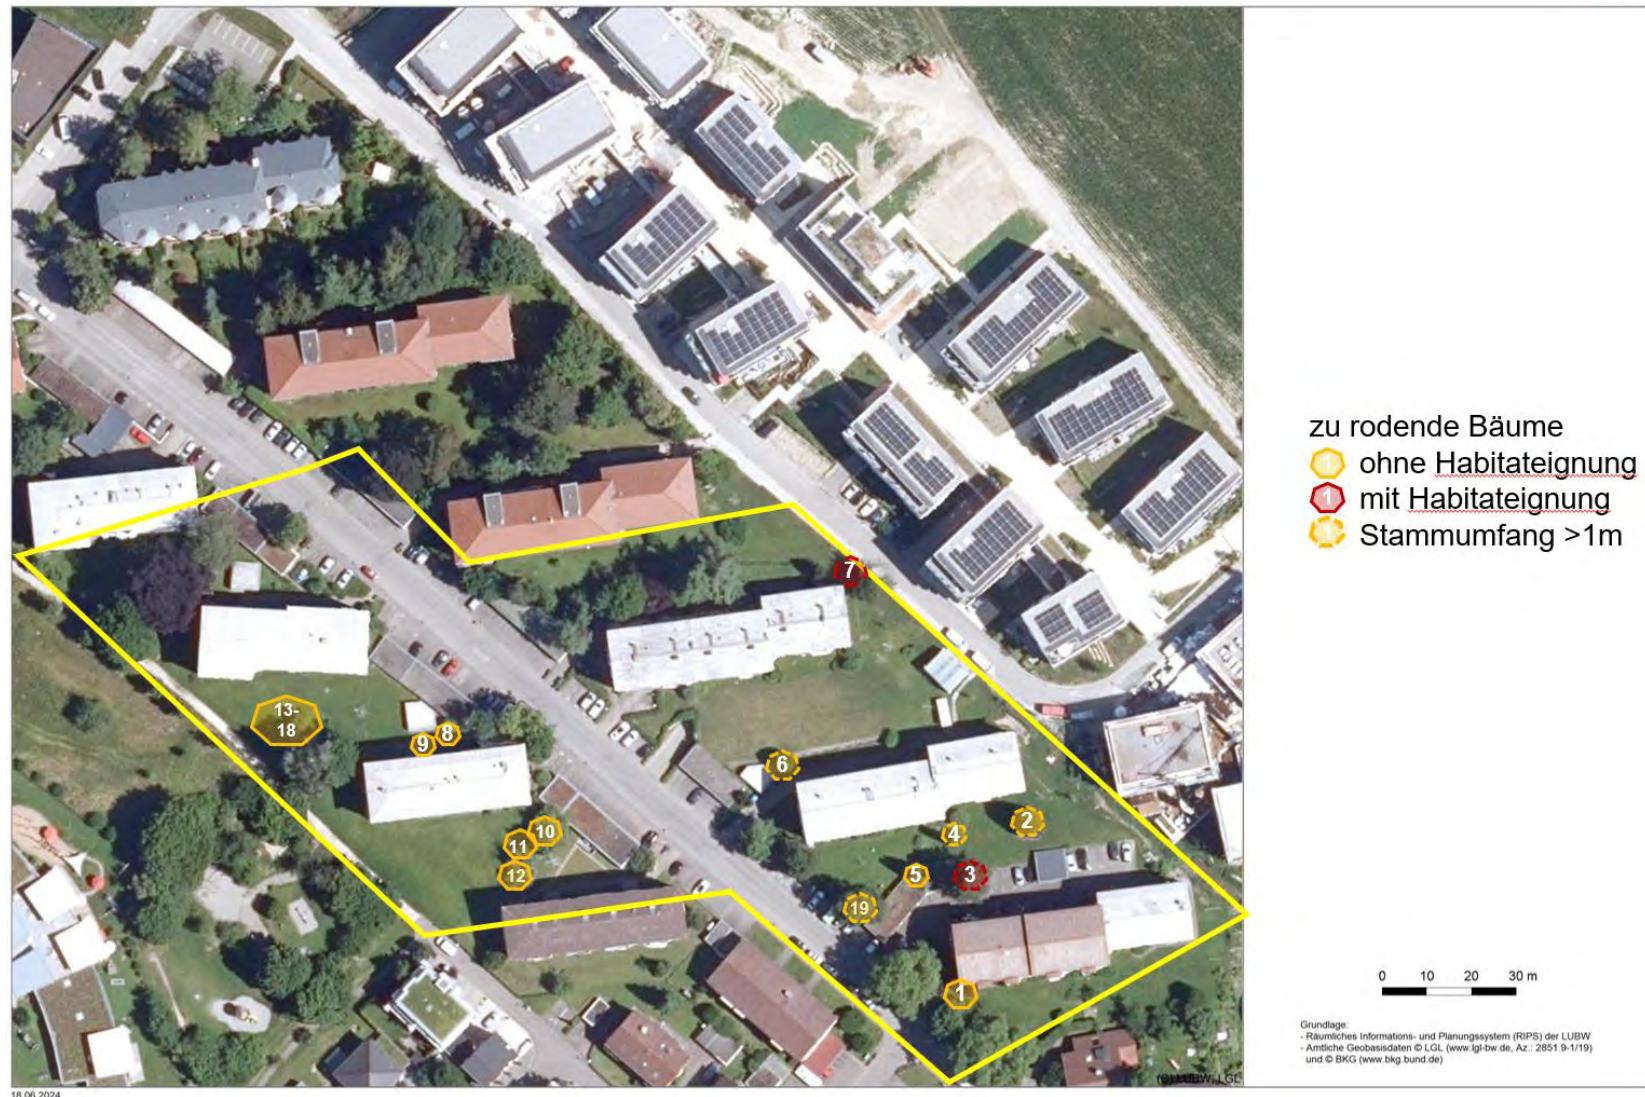 7
13-
18
8
9
6
10
11
12
4
2
5
3
19
1
zu rodende Bäume
1 ohne Habitateignung
1 mit Habitateignung
1 Stammumfang >1m
0 10 20 30 m
Grundlage:
- Räumliches Informations- und Planungssystem (RIPS) der LUBW
- Amtliche Geobasisdaten © LGL (www.lgl-bw.de, Az.: 2851.9-1/19)
und © BKG (www.bkg.bund.de)
(C) LUBW, LGL
18.06.2024